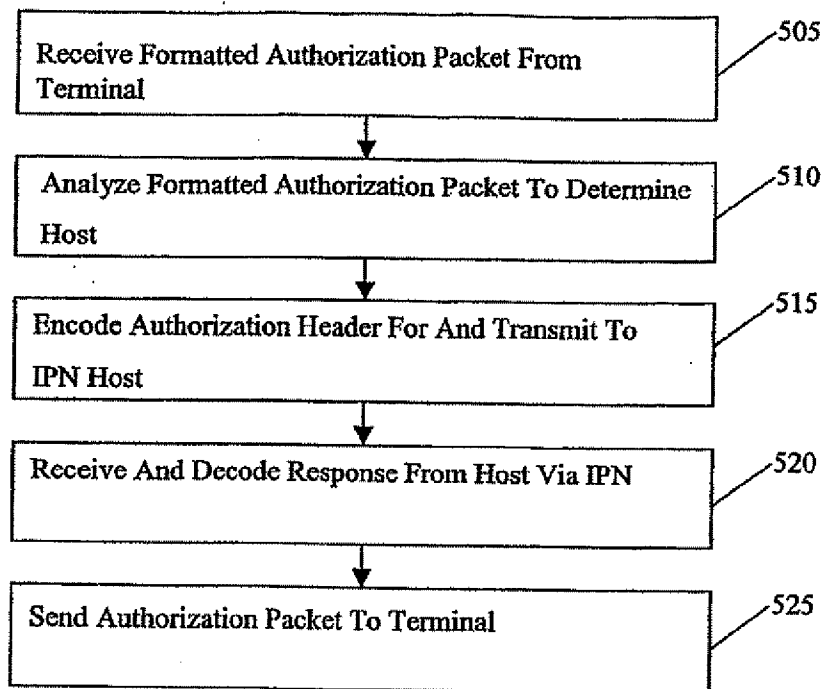 Receive Formatted Authorization Packet From
Terminal
505
Analyze Formatted Authorization Packet To Determine
Host
510
Encode Authorization Header For And Transmit To
IPN Host
515
Receive And Decode Response From Host Via IPN
520
Send Authorization Packet To Terminal
525